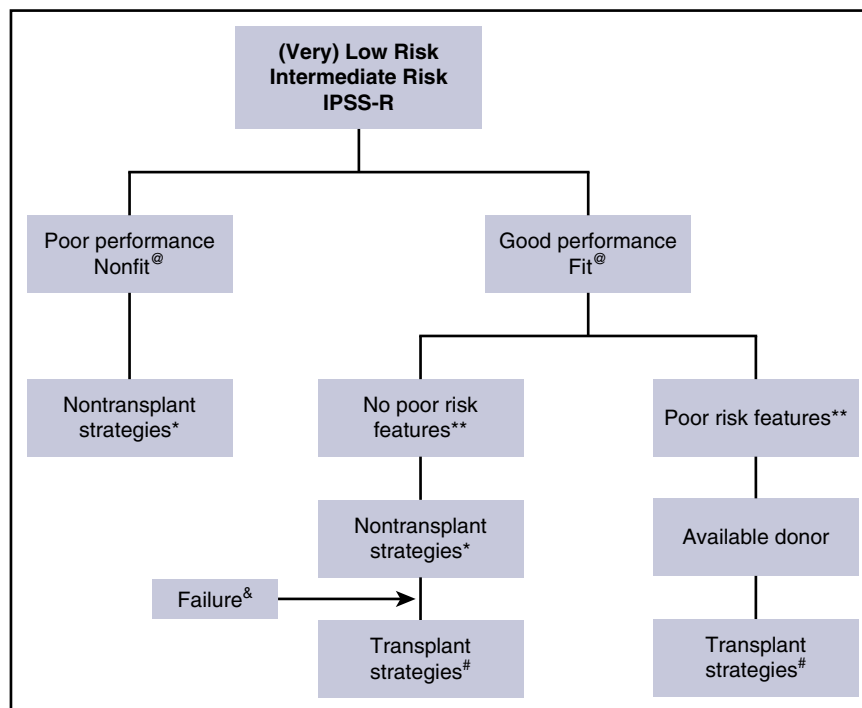 (Very) Low Risk
Intermediate Risk
IPSS-R
Poor performance
Nonfit@
Good performance
Fit@
Nontransplant
strategies*
No poor risk
features**
Poor risk features**
Nontransplant
strategies*
Available donor
Failure&
Transplant
strategies#
Transplant
strategies#